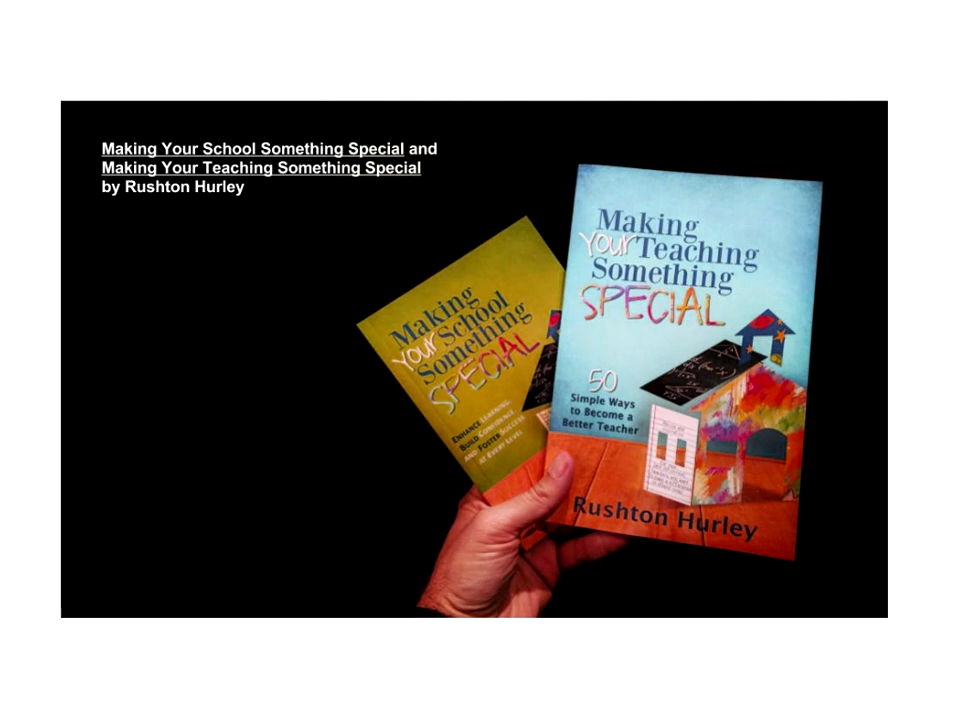 Making Your School Something Special and
Making Your Teaching Something Special
by Rushton Hurley
Making
YOUR School
Something
SPECIAL
ENHANCE LEARNING,
BUILD CONFIDENCE
AND FOSTER SUCCESS
AT EVERY LEVEL
Making
YOUR Teaching
Something
SPECIAL
50
Simple Ways
to Become a
Better Teacher
Rushton Hurley